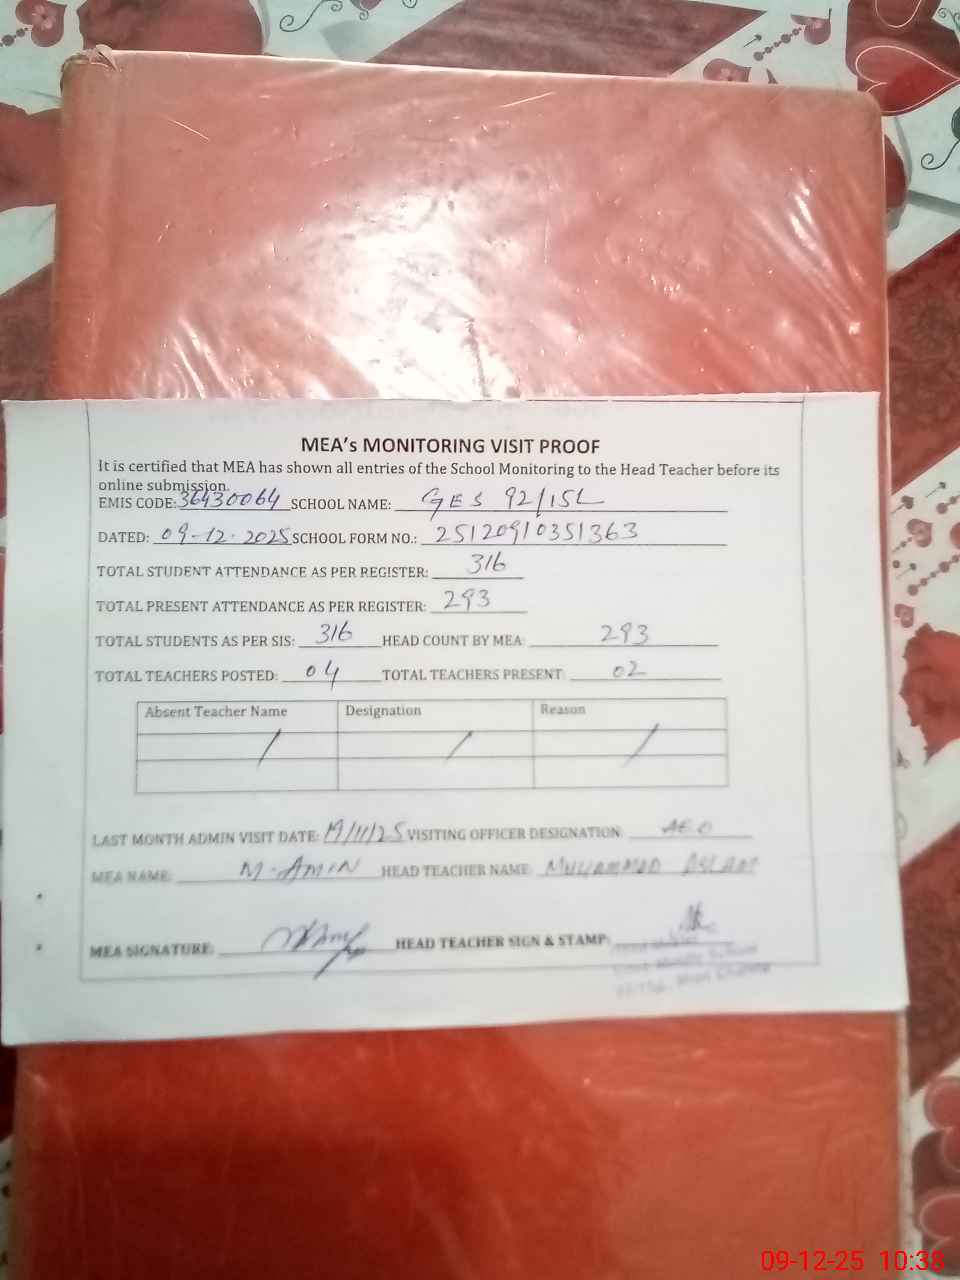 MEA's MONITORING VISIT PROOF
It is certified that MEA has shown all entries of the School Monitoring to the Head Teacher before its
online submission.
EMIS CODE: 36430064 SCHOOL NAME: GES 92/15L
DATED: 09-12-2025 SCHOOL FORM NO.: 25120910351363
TOTAL STUDENT ATTENDANCE AS PER REGISTER: 316
TOTAL PRESENT ATTENDANCE AS PER REGISTER: 293
TOTAL STUDENTS AS PER SIS: 316 HEAD COUNT BY MEA: 293
TOTAL TEACHERS POSTED: 04 TOTAL TEACHERS PRESENT: 02
Absent Teacher Name Designation Reason
/ / /
LAST MONTH ADMIN VISIT DATE: 19/11/25 VISITING OFFICER DESIGNATION: AEO
MEA NAME: M. AMIN HEAD TEACHER NAME: MUHAMMAD ASLAM
MEA SIGNATURE: HEAD TEACHER SIGN & STAMP:
09-12-25 10:38